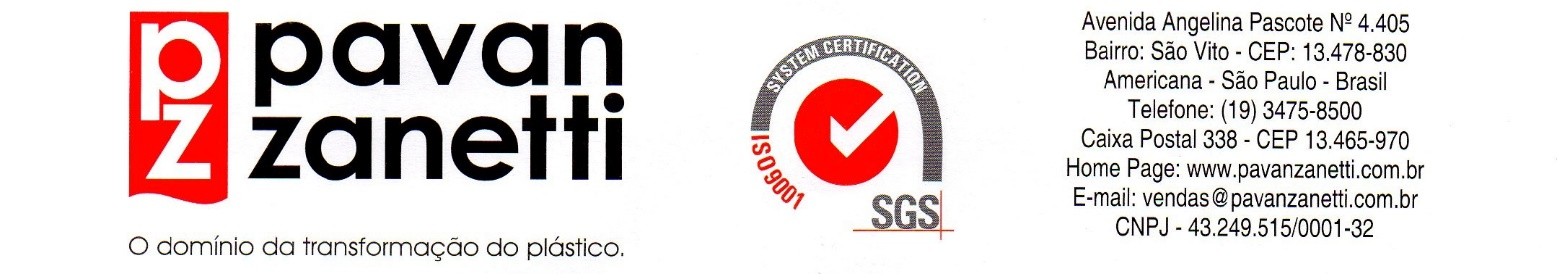 pz
pavan
zanetti
O domínio da transformação do plástico.
SYSTEM CERTIFICATION
ISO 9001
SGS
Avenida Angelina Pascote Nº 4.405
Bairro: São Vito - CEP: 13.478-830
Americana - São Paulo - Brasil
Telefone: (19) 3475-8500
Caixa Postal 338 - CEP 13.465-970
Home Page: www.pavanzanetti.com.br
E-mail: vendas@pavanzanetti.com.br
CNPJ - 43.249.515/0001-32